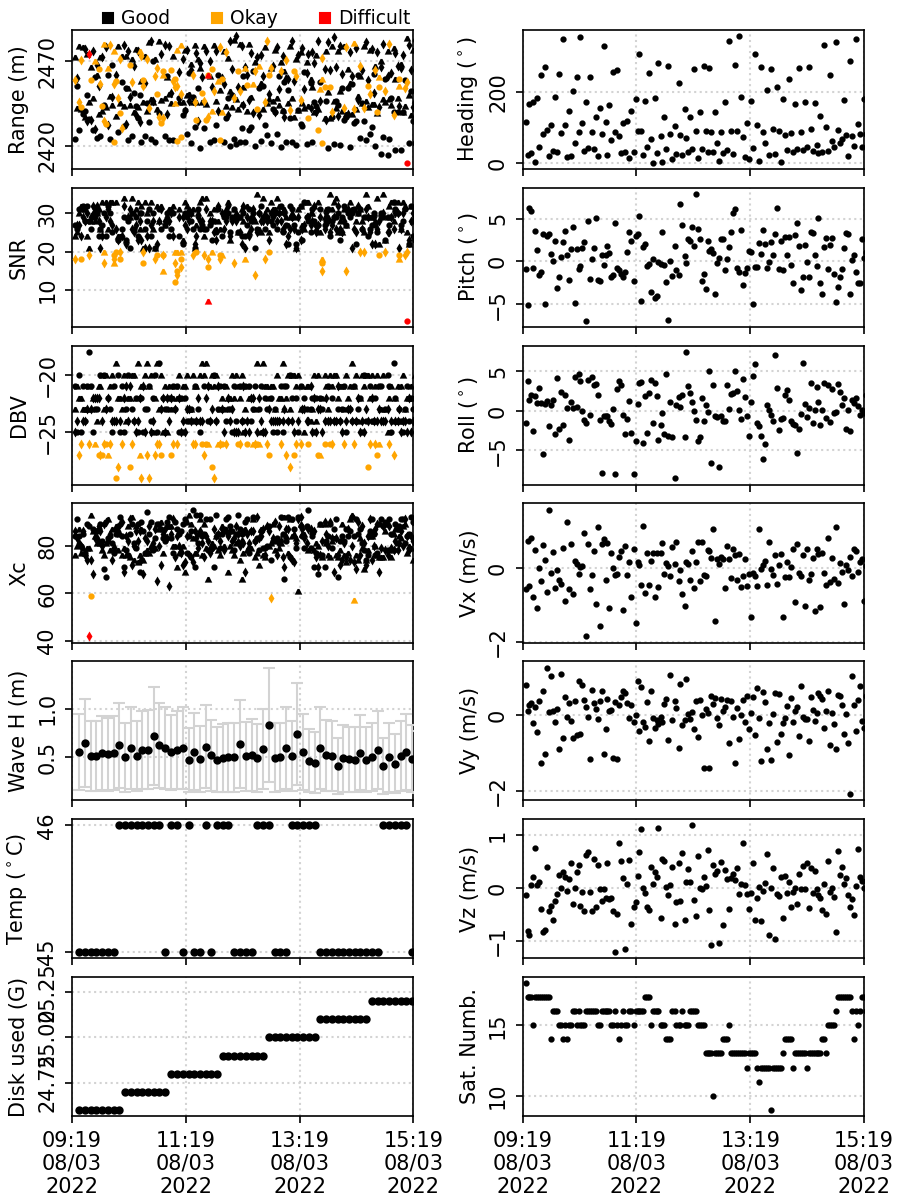 Good Okay Difficult
Range (m)
2470
2420
Heading (°)
200
0
SNR
30
20
10
Pitch (°)
5
0
−5
DBV
−20
−25
Roll (°)
5
0
−5
Xc
80
60
40
Vx (m/s)
0
−2
Wave H (m)
1.0
0.5
Vy (m/s)
0
−2
Temp (°C)
46
45
Vz (m/s)
1
0
−1
Disk used (G)
25.25
25.00
24.75
Sat. Numb.
15
10
09:19 11:19 13:19 15:19
08/03 08/03 08/03 08/03
2022 2022 2022 2022
09:19 11:19 13:19 15:19
08/03 08/03 08/03 08/03
2022 2022 2022 2022